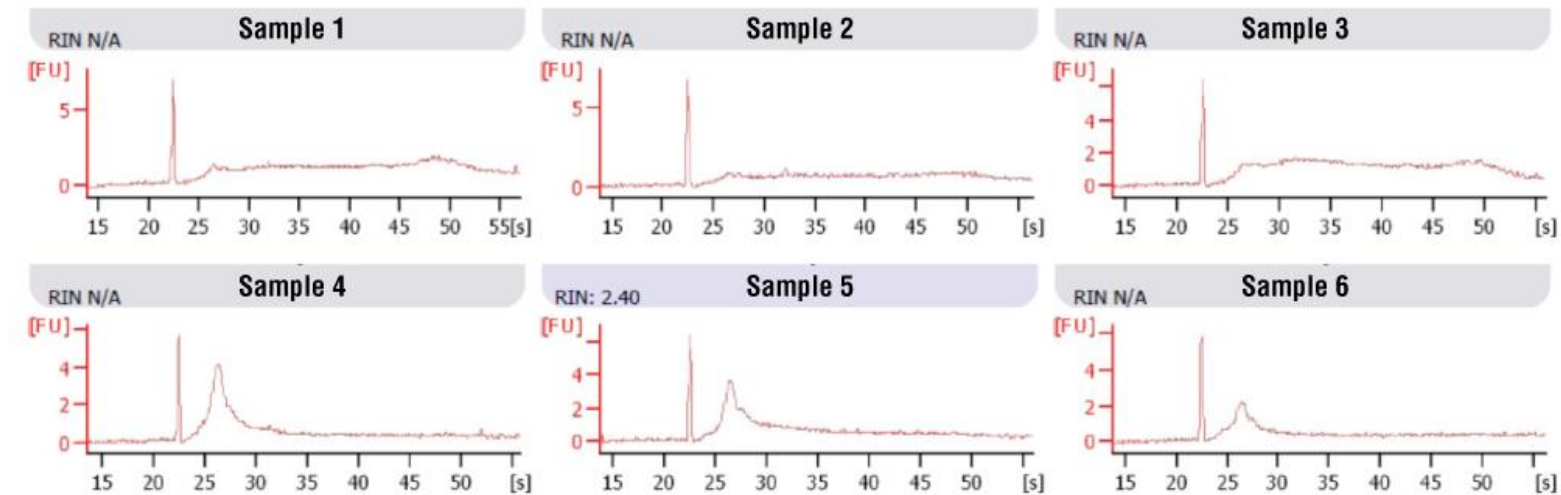 Sample 1
RIN N/A
[FU]
5
0
15 20 25 30 35 40 45 50 55[s]
Sample 2
RIN N/A
[FU]
5
0
15 20 25 30 35 40 45 50 [s]
Sample 3
RIN N/A
[FU]
4
2
0
15 20 25 30 35 40 45 50 [s]
Sample 4
RIN N/A
[FU]
4
2
0
15 20 25 30 35 40 45 50 [s]
Sample 5
RIN: 2.40
[FU]
4
2
0
15 20 25 30 35 40 45 50 [s]
Sample 6
RIN N/A
[FU]
4
2
0
15 20 25 30 35 40 45 50 [s]